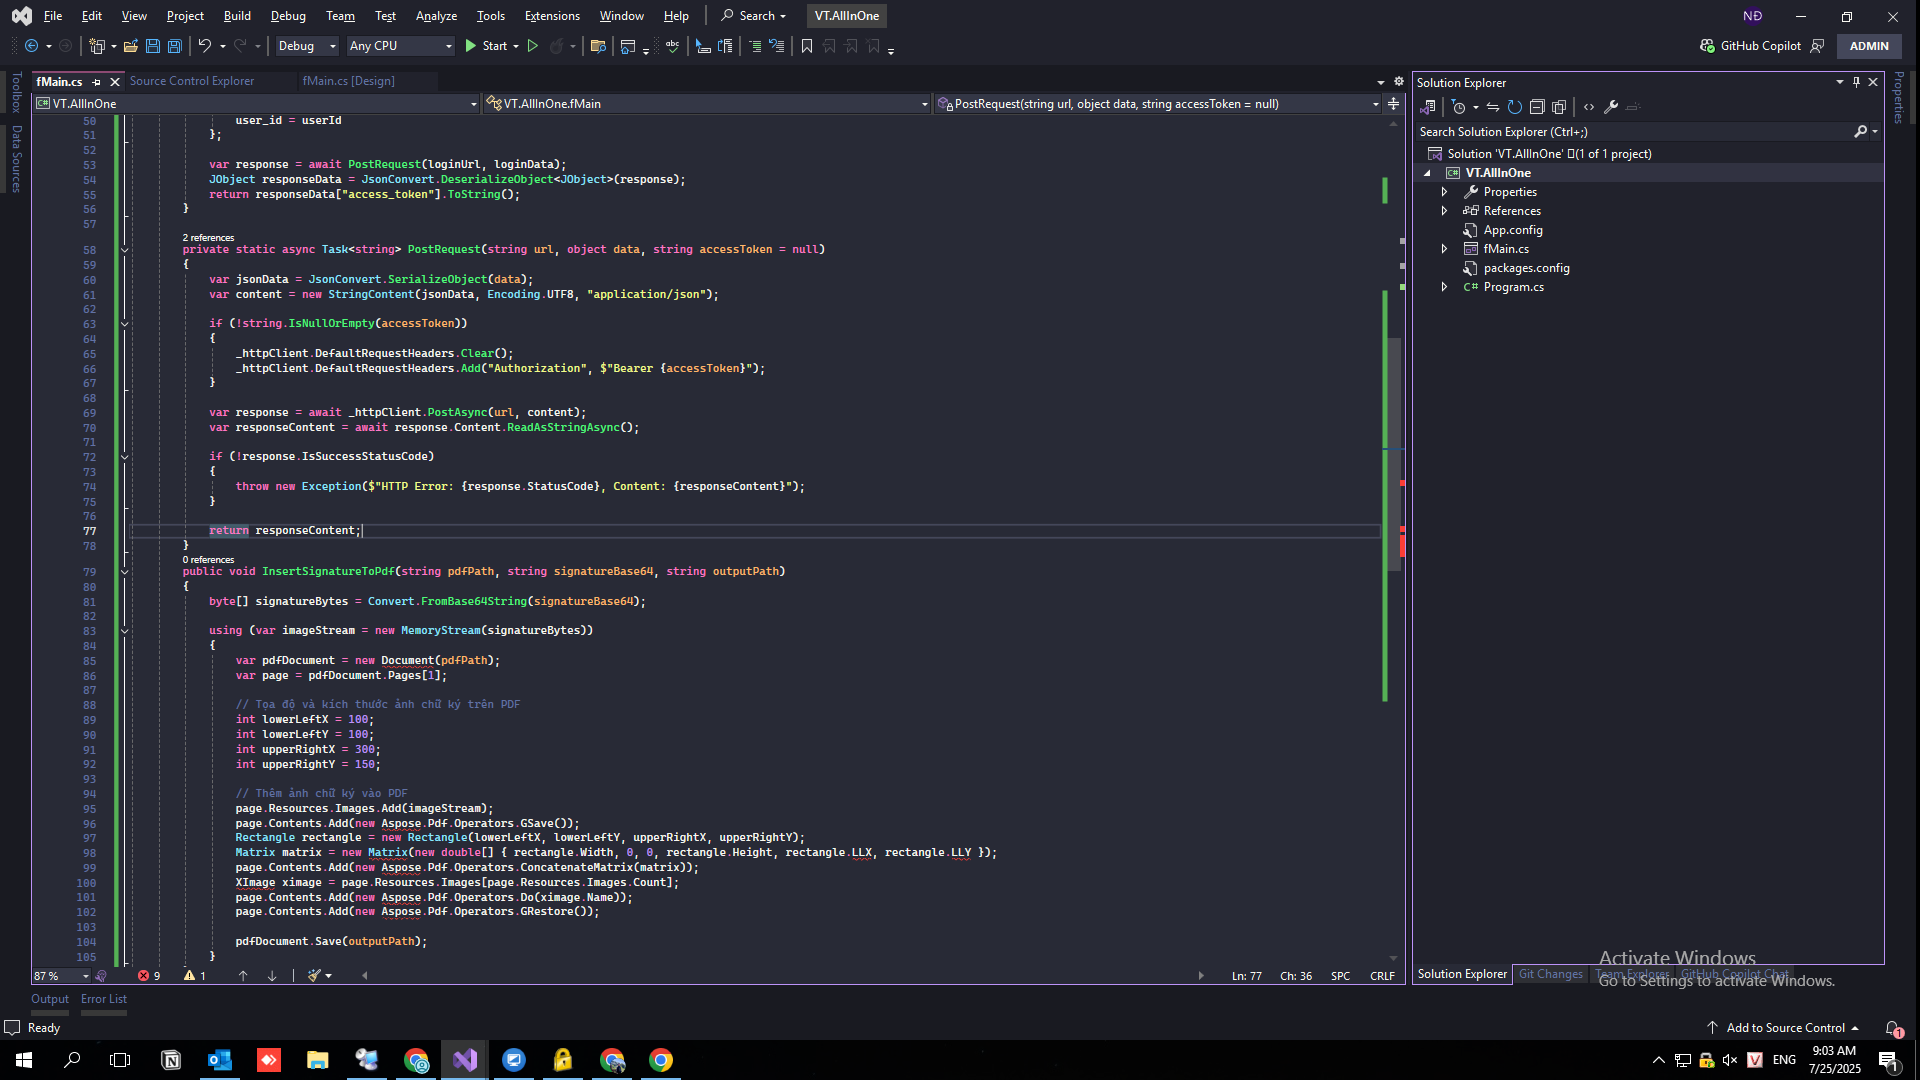 File Edit View Project Build Debug Team Test Analyze Tools Extensions Window Help Search VT.AllInOne NĐ
Debug Any CPU Start GitHub Copilot ADMIN
Toolbox
Data Sources
fMain.cs Source Control Explorer fMain.cs [Design]
VT.AllInOne VT.AllInOne.fMain PostRequest(string url, object data, string accessToken = null)
50 user_id = userId
51 };
52
53 var response = await PostRequest(loginUrl, loginData);
54 JObject responseData = JsonConvert.DeserializeObject<JObject>(response);
55 return responseData["access_token"].ToString();
56 }
57
2 references
58 private static async Task<string> PostRequest(string url, object data, string accessToken = null)
59 {
60 var jsonData = JsonConvert.SerializeObject(data);
61 var content = new StringContent(jsonData, Encoding.UTF8, "application/json");
62
63 if (!string.IsNullOrEmpty(accessToken))
64 {
65 _httpClient.DefaultRequestHeaders.Clear();
66 _httpClient.DefaultRequestHeaders.Add("Authorization", $"Bearer {accessToken}");
67 }
68
69 var response = await _httpClient.PostAsync(url, content);
70 var responseContent = await response.Content.ReadAsStringAsync();
71
72 if (!response.IsSuccessStatusCode)
73 {
74 throw new Exception($"HTTP Error: {response.StatusCode}, Content: {responseContent}");
75 }
76
77 return responseContent;
78 }
0 references
79 public void InsertSignatureToPdf(string pdfPath, string signatureBase64, string outputPath)
80 {
81 byte[] signatureBytes = Convert.FromBase64String(signatureBase64);
82
83 using (var imageStream = new MemoryStream(signatureBytes))
84 {
85 var pdfDocument = new Document(pdfPath);
86 var page = pdfDocument.Pages[1];
87
88 // Tọa độ và kích thước ảnh chữ ký trên PDF
89 int lowerLeftX = 100;
90 int lowerLeftY = 100;
91 int upperRightX = 300;
92 int upperRightY = 150;
93
94 // Thêm ảnh chữ ký vào PDF
95 page.Resources.Images.Add(imageStream);
96 page.Contents.Add(new Aspose.Pdf.Operators.GSave());
97 Rectangle rectangle = new Rectangle(lowerLeftX, lowerLeftY, upperRightX, upperRightY);
98 Matrix matrix = new Matrix(new double[] { rectangle.Width, 0, 0, rectangle.Height, rectangle.LLX, rectangle.LLY });
99 page.Contents.Add(new Aspose.Pdf.Operators.ConcatenateMatrix(matrix));
100 XImage ximage = page.Resources.Images[page.Resources.Images.Count];
101 page.Contents.Add(new Aspose.Pdf.Operators.Do(ximage.Name));
102 page.Contents.Add(new Aspose.Pdf.Operators.GRestore());
103
104 pdfDocument.Save(outputPath);
105 }
87 % 9 1 Ln: 77 Ch: 36 SPC CRLF
Output Error List
Ready
Solution Explorer
Search Solution Explorer (Ctrl+;)
Solution 'VT.AllInOne' (1 of 1 project)
VT.AllInOne
Properties
References
App.config
fMain.cs
packages.config
Program.cs
Properties
Solution Explorer Git Changes Team Explorer GitHub Copilot Chat
Activate Windows
Go to Settings to activate Windows.
Add to Source Control 1
ENG 9:03 AM
7/25/2025 1